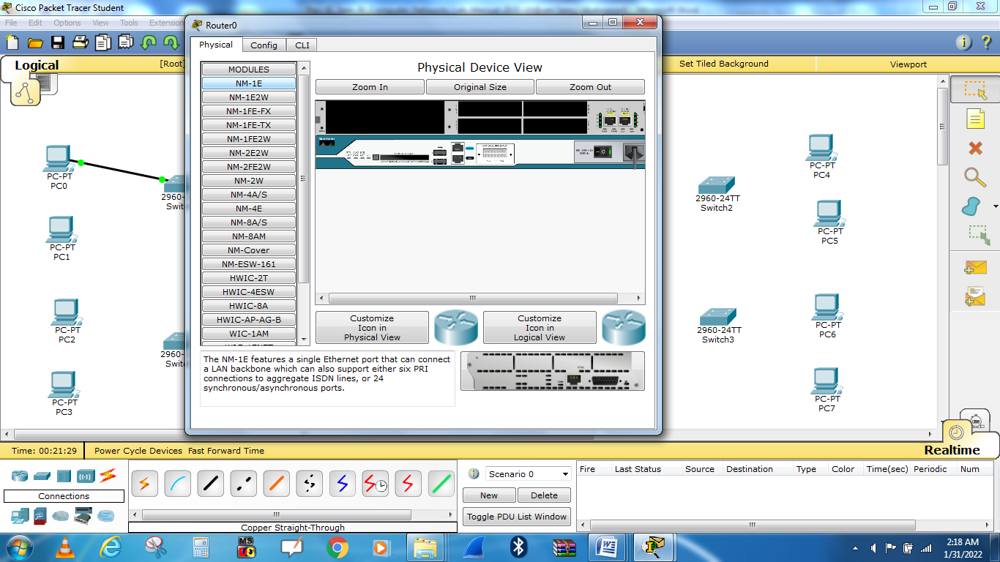 Cisco Packet Tracer Student
File Edit Options View Tools Extension
Logical
[Root]
Set Tiled Background
Viewport
Router0
Physical
Config
CLI
MODULES
NM-1E
NM-1E2W
NM-1FE-FX
NM-1FE-TX
NM-1FE2W
NM-2E2W
NM-2FE2W
NM-2W
NM-4A/S
NM-4E
NM-8A/S
NM-8AM
NM-Cover
NM-ESW-161
HWIC-2T
HWIC-4ESW
HWIC-8A
HWIC-AP-AG-B
WIC-1AM
Physical Device View
Zoom In
Original Size
Zoom Out
Customize
Icon in
Physical View
Customize
Icon in
Logical View
The NM-1E features a single Ethernet port that can connect
a LAN backbone which can also support either six PRI
connections to aggregate ISDN lines, or 24
synchronous/asynchronous ports.
PC-PT
PC0
PC-PT
PC1
PC-PT
PC2
PC-PT
PC3
2960-
Swit
2960-
Swit
2960-24TT
Switch2
2960-24TT
Switch3
PC-PT
PC4
PC-PT
PC5
PC-PT
PC6
PC-PT
PC7
Time: 00:21:29
Power Cycle Devices Fast Forward Time
Realtime
Connections
Copper Straight-Through
Scenario 0
New
Delete
Toggle PDU List Window
Fire Last Status Source Destination Type Color Time(sec) Periodic Num
MS
2:18 AM
1/31/2022